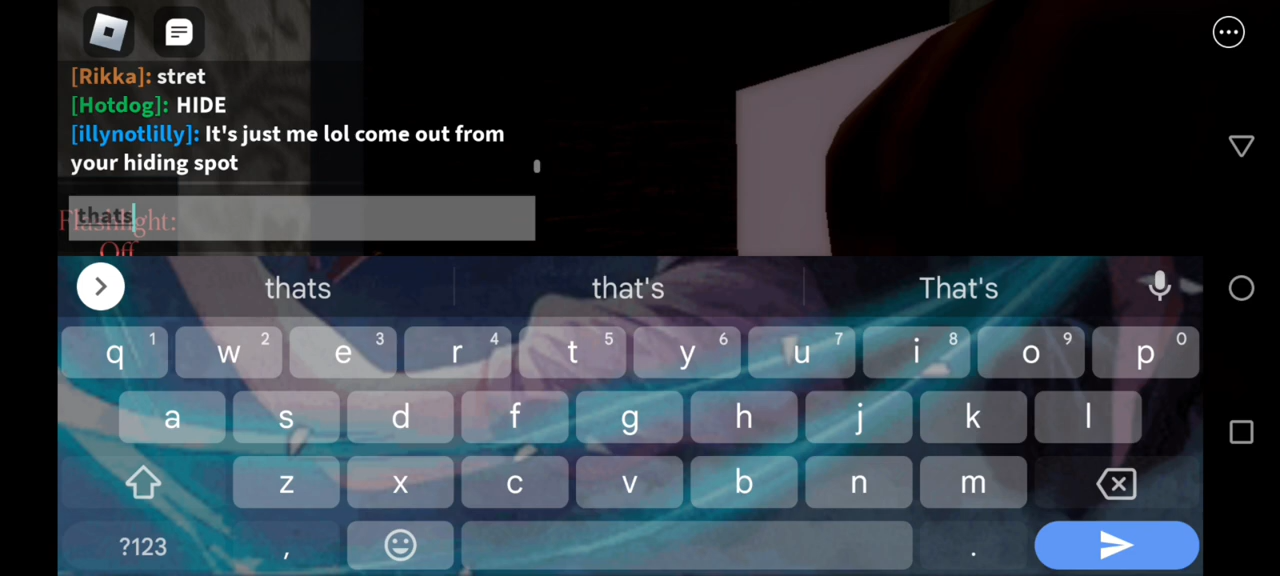 [Rikka]: stret
[Hotdog]: HIDE
[illynotlilly]: It's just me lol come out from
your hiding spot
thats
Flashlight:
Off
thats that's That's
q 1 w 2 e 3 r 4 t 5 y 6 u 7 i 8 o 9 p 0
a s d f g h j k l
z x c v b n m
?123 , .